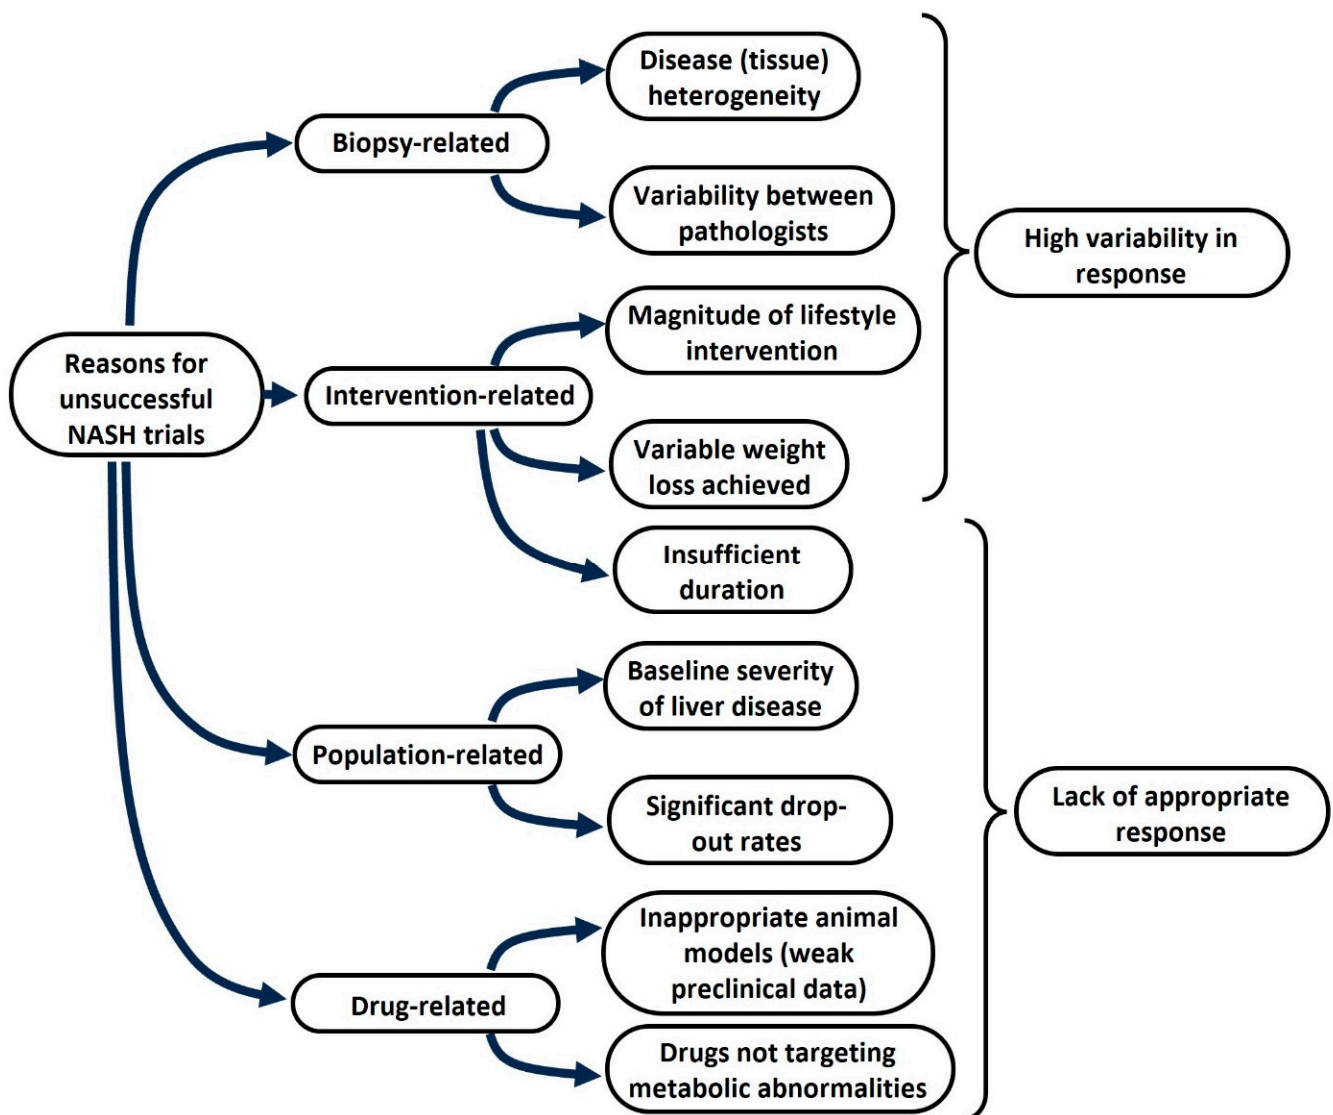 Reasons for
unsuccessful
NASH trials
Biopsy-related
Disease (tissue)
heterogeneity
Variability between
pathologists
Intervention-related
Magnitude of lifestyle
intervention
Variable weight
loss achieved
Insufficient
duration
Population-related
Baseline severity
of liver disease
Significant drop-
out rates
Drug-related
Inappropriate animal
models (weak
preclinical data)
Drugs not targeting
metabolic abnormalities
High variability in
response
Lack of appropriate
response